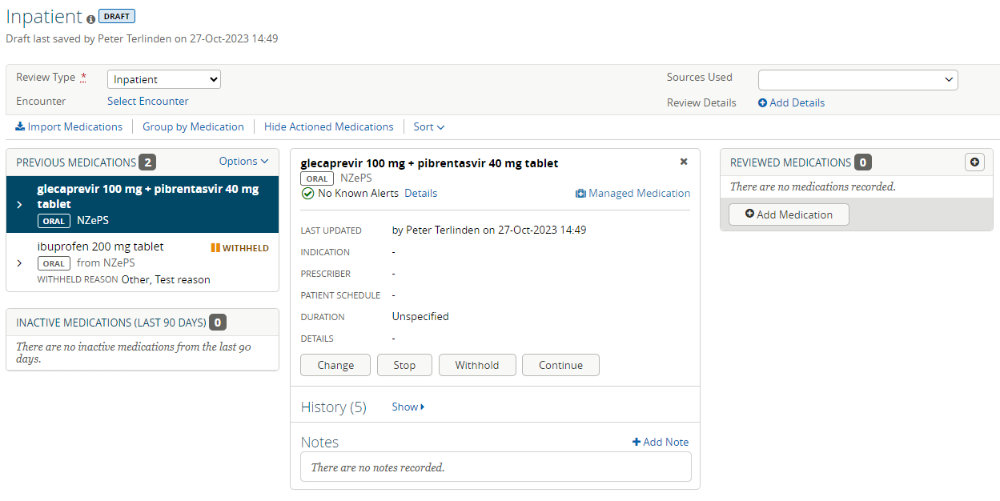 Inpatient DRAFT
Draft last saved by Peter Terlinden on 27-Oct-2023 14:49
Review Type * Inpatient
Encounter Select Encounter
Sources Used
Review Details Add Details
Import Medications Group by Medication Hide Actioned Medications Sort
PREVIOUS MEDICATIONS 2 Options
glecaprevir 100 mg + pibrentasvir 40 mg
tablet
ORAL NZePS
ibuprofen 200 mg tablet WITHHELD
ORAL from NZePS
WITHHELD REASON Other, Test reason
INACTIVE MEDICATIONS (LAST 90 DAYS) 0
There are no inactive medications from the last 90
days.
glecaprevir 100 mg + pibrentasvir 40 mg tablet
ORAL NZePS
No Known Alerts Details Managed Medication
LAST UPDATED by Peter Terlinden on 27-Oct-2023 14:49
INDICATION -
PRESCRIBER -
PATIENT SCHEDULE -
DURATION Unspecified
DETAILS -
Change Stop Withhold Continue
History (5) Show
Notes Add Note
There are no notes recorded.
REVIEWED MEDICATIONS 0
There are no medications recorded.
Add Medication